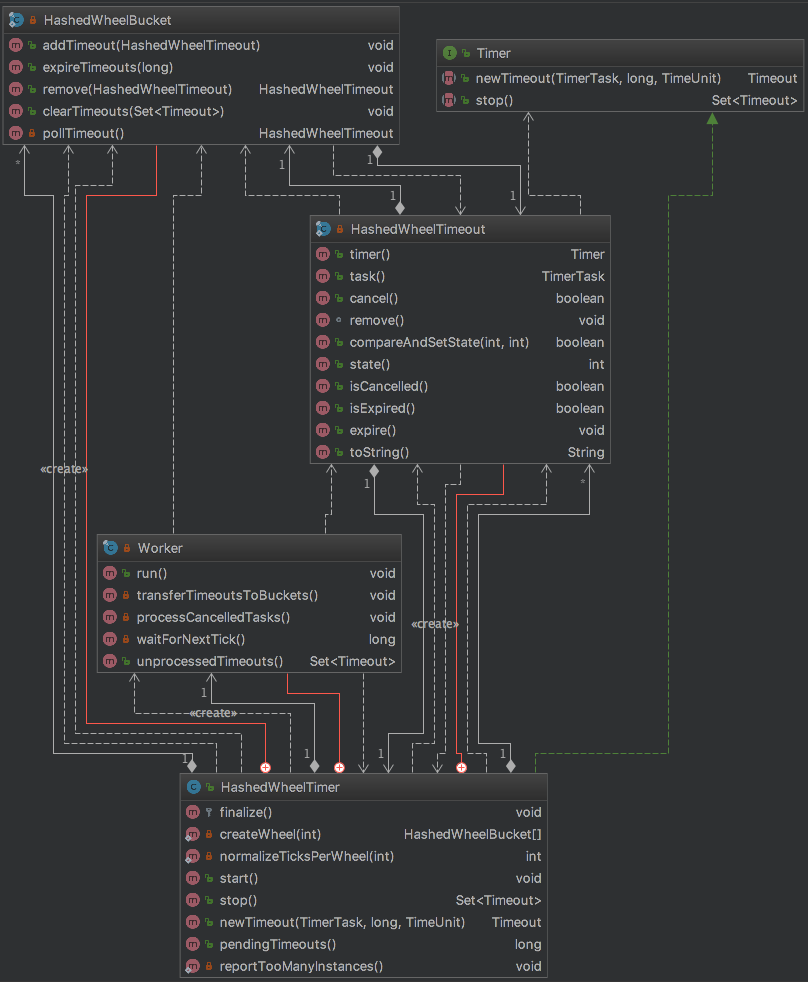 HashedWheelBucket
addTimeout(HashedWheelTimeout) void
expireTimeouts(long) void
remove(HashedWheelTimeout) HashedWheelTimeout
clearTimeouts(Set<Timeout>) void
pollTimeout() HashedWheelTimeout
Timer
newTimeout(TimerTask, long, TimeUnit) Timeout
stop() Set<Timeout>
*
1
1
1
1
HashedWheelTimeout
timer() Timer
task() TimerTask
cancel() boolean
remove() void
compareAndSetState(int, int) boolean
state() int
isCancelled() boolean
isExpired() boolean
expire() void
toString() String
«create»
1
*
Worker
run() void
transferTimeoutsToBuckets() void
processCancelledTasks() void
waitForNextTick() long
unprocessedTimeouts() Set<Timeout>
«create»
1
«create»
1
1
1
1
HashedWheelTimer
finalize() void
createWheel(int) HashedWheelBucket[]
normalizeTicksPerWheel(int) int
start() void
stop() Set<Timeout>
newTimeout(TimerTask, long, TimeUnit) Timeout
pendingTimeouts() long
reportTooManyInstances() void